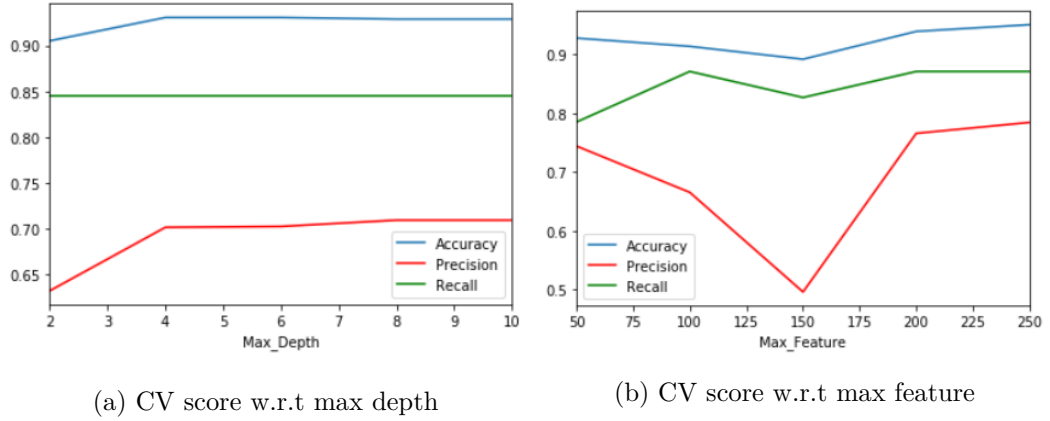 0.90
0.85
0.80
0.75
0.70
0.65
Accuracy
Precision
Recall
2 3 4 5 6 7 8 9 10
Max_Depth
(a) CV score w.r.t max depth
0.9
0.8
0.7
0.6
0.5
Accuracy
Precision
Recall
50 75 100 125 150 175 200 225 250
Max_Feature
(b) CV score w.r.t max feature